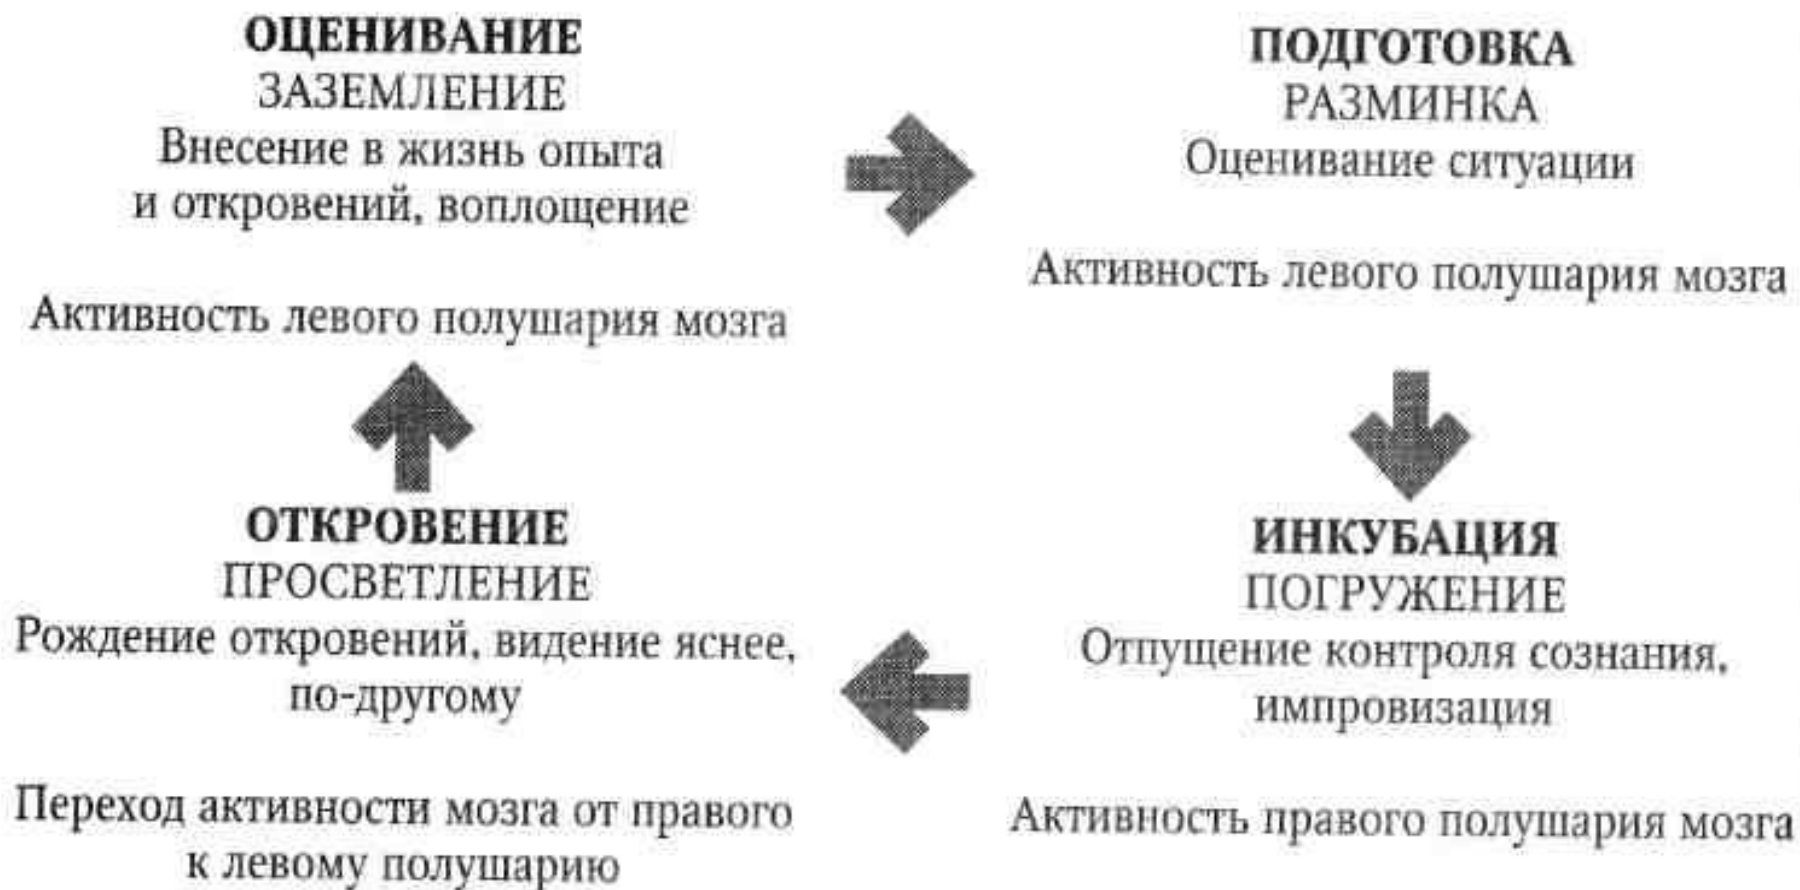 ОЦЕНИВАНИЕ
ЗАЗЕМЛЕНИЕ
Внесение в жизнь опыта
и откровений, воплощение
Активность левого полушария мозга
ПОДГОТОВКА
РАЗМИНКА
Оценивание ситуации
Активность левого полушария мозга
ОТКРОВЕНИЕ
ПРОСВЕТЛЕНИЕ
Рождение откровений, видение яснее,
по-другому
Переход активности мозга от правого
к левому полушарию
ИНКУБАЦИЯ
ПОГРУЖЕНИЕ
Отпущение контроля сознания,
импровизация
Активность правого полушария мозга